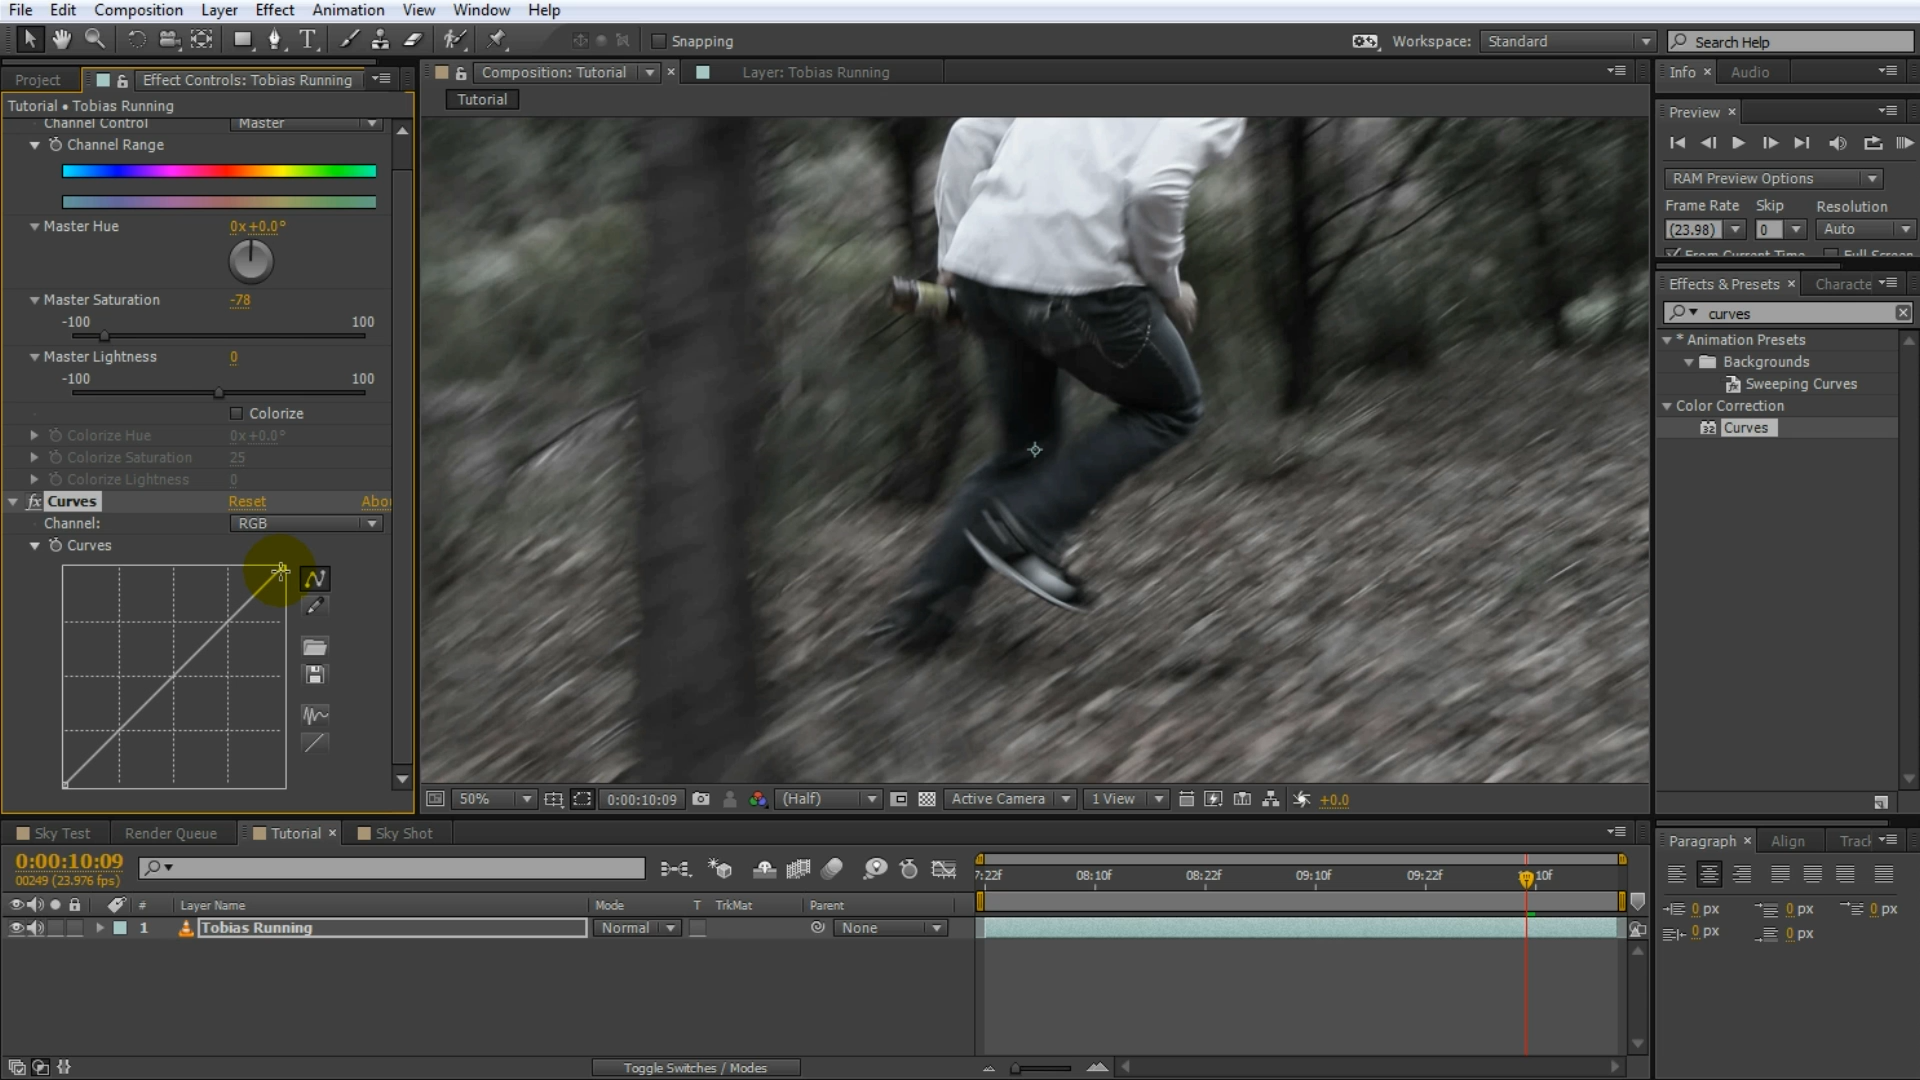 File Edit Composition Layer Effect Animation View Window Help
Snapping
Workspace: Standard
Search Help
Project
Effect Controls: Tobias Running
Tutorial • Tobias Running
Channel Control Master
Channel Range
Master Hue 0x+0.0°
Master Saturation -78
-100 100
Master Lightness 0
-100 100
Colorize
Colorize Hue 0x+0.0°
Colorize Saturation 25
Colorize Lightness 0
fx Curves Reset Abo
Channel: RGB
Curves
Composition: Tutorial
Layer: Tobias Running
Tutorial
50% 0:00:10:09 (Half) Active Camera 1 View +0.0
Info Audio
Preview
RAM Preview Options
Frame Rate Skip Resolution
(23.98) 0 Auto
From Current Time Full Screen
Effects & Presets Characte
curves
* Animation Presets
Backgrounds
Sweeping Curves
Color Correction
32 Curves
Sky Test Render Queue Tutorial Sky Shot
0:00:10:09
00249 (23.976 fps)
# Layer Name Mode T TrkMat Parent
1 Tobias Running Normal None
7:22f 08:10f 08:22f 09:10f 09:22f 10f
Toggle Switches / Modes
Paragraph Align Track
0 px 0 px 0 px
0 px 0 px